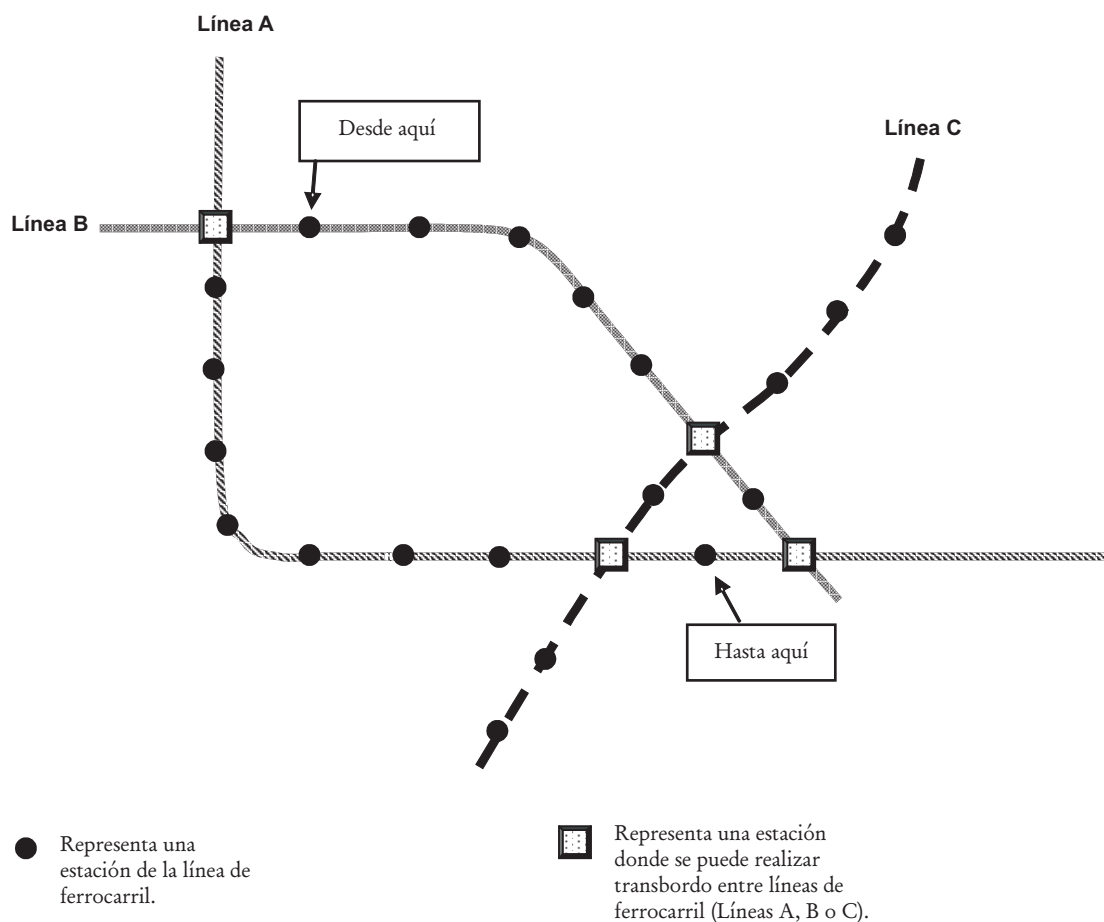 Línea A
Desde aquí
Línea C
Línea B
Hasta aquí
Representa una
estación de la línea de
ferrocarril.
Representa una estación
donde se puede realizar
transbordo entre líneas de
ferrocarril (Líneas A, B o C).